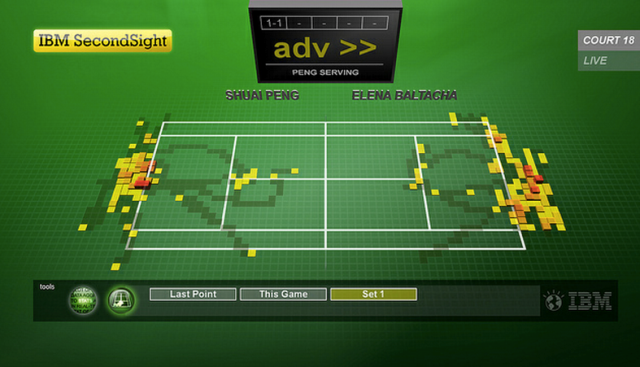 IBM SecondSight
1-1 - - - -
adv >>
PENG SERVING
COURT 18
LIVE
SHUAI PENG
ELENA BALTACHA
tools
Last Point
This Game
Set 1
IBM